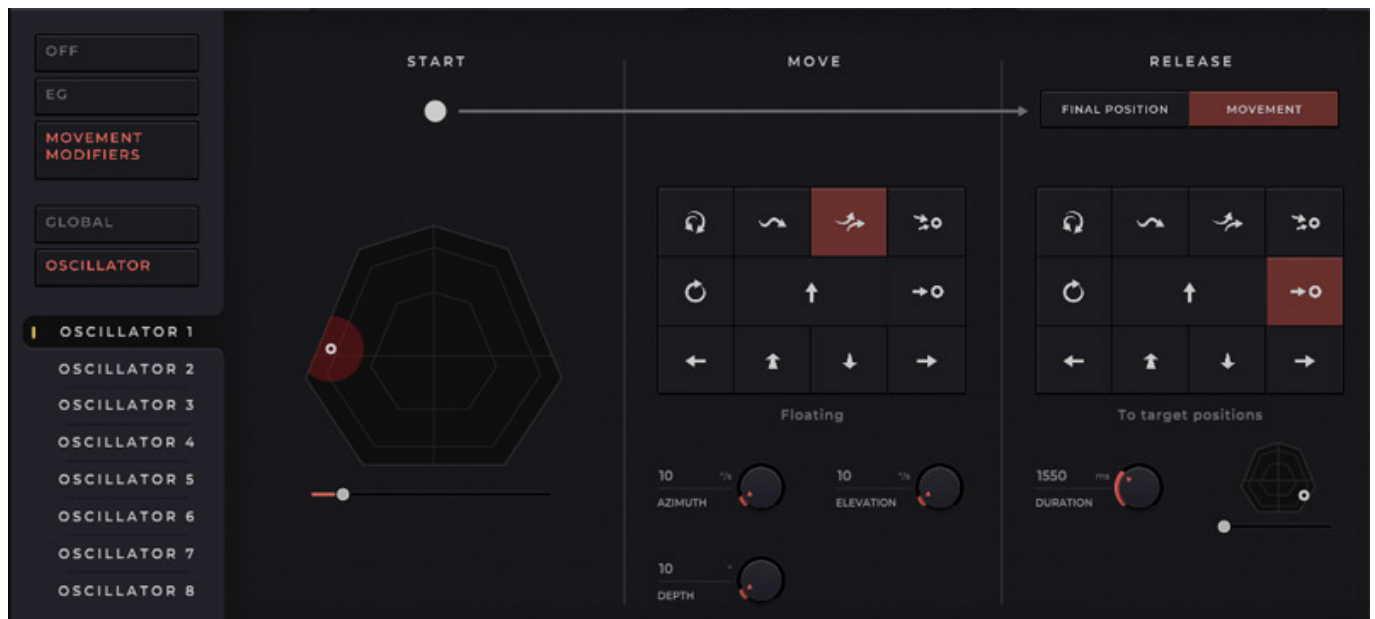 OFF
EG
MOVEMENT
MODIFIERS
GLOBAL
OSCILLATOR
OSCILLATOR 1
OSCILLATOR 2
OSCILLATOR 3
OSCILLATOR 4
OSCILLATOR 5
OSCILLATOR 6
OSCILLATOR 7
OSCILLATOR 8
START
MOVE
Floating
10 °/s
AZIMUTH
10 °/s
ELEVATION
10 °
DEPTH
RELEASE
FINAL POSITION MOVEMENT
To target positions
1550 ms
DURATION